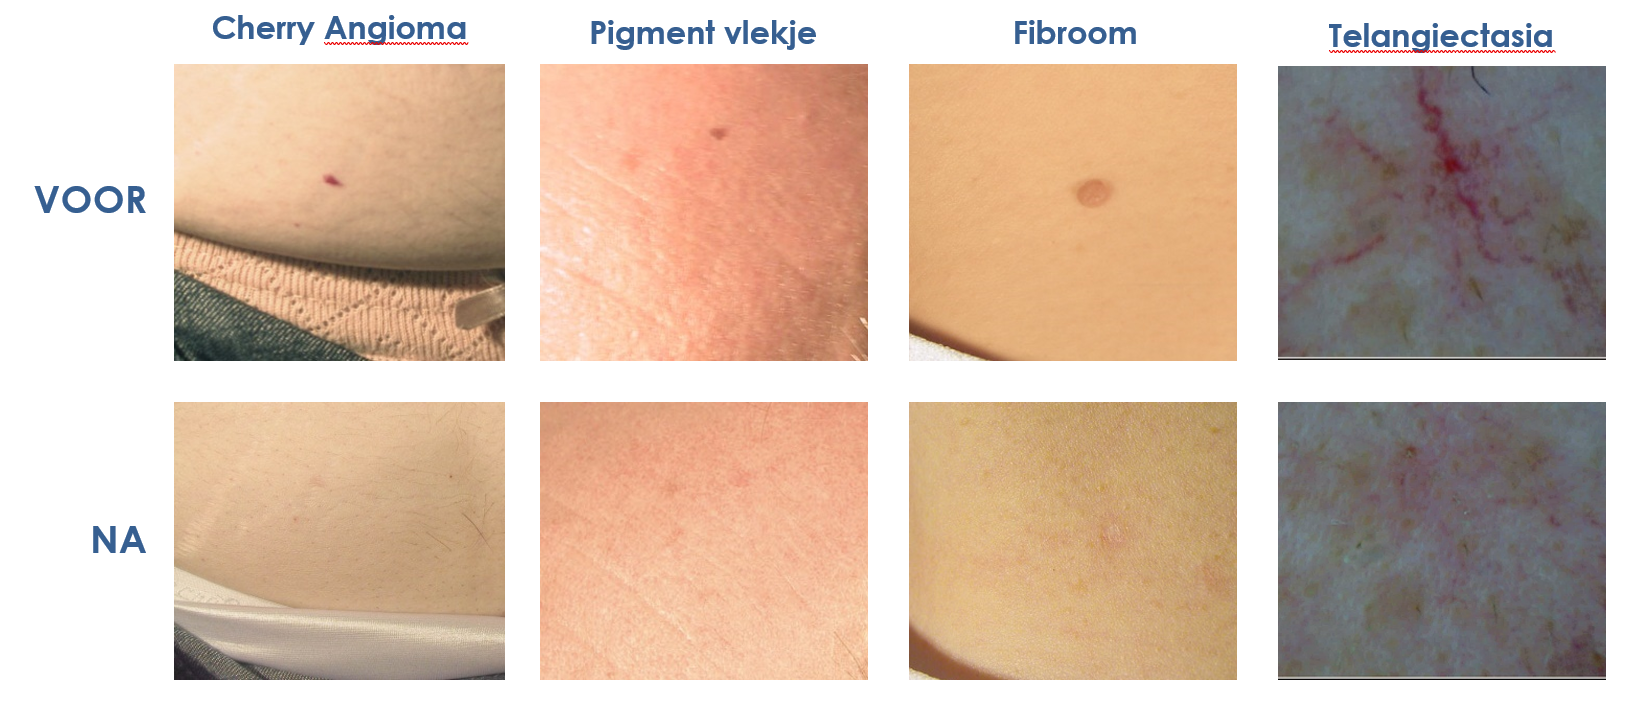 Cherry Angioma
Pigment vlekje
Fibroom
Telangiectasia
VOOR
NA